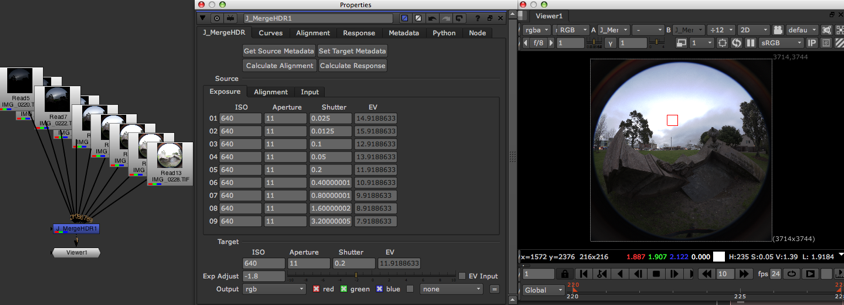 Properties
J_MergeHDR1
J_MergeHDR Curves Alignment Response Metadata Python Node
Get Source Metadata Set Target Metadata
Calculate Alignment Calculate Response
Source
Exposure Alignment Input
ISO Aperture Shutter EV
01 640 11 0.025 14.9188633
02 640 11 0.0125 15.9188633
03 640 11 0.1 12.9188633
04 640 11 0.05 13.9188633
05 640 11 0.2 11.9188633
06 640 11 0.40000001 10.9188633
07 640 11 0.80000001 9.9188633
08 640 11 1.60000002 8.9188633
09 640 11 3.20000005 7.9188633
Target
ISO Aperture Shutter EV
640 11 0.2 11.9188633
Exp Adjust -1.8 EV Input
Output rgb red green blue none =
Read5
IMG_0220.T
Read7
IMG_0222.T
IMG
IMG
IMG
Read13
IMG_0228.TIF
J_MergeHDR1
Viewer1
Viewer1
rgba RGB A J_Mer - B J_Mer ÷12 2D defau
f/8 1 Y 1 1 sRGB IP
3714,3744
(3714x3744)
x=1572 y=2376 216x216 1.887 1.907 2.122 0.000 H:235 S:0.05 V:1.39 L: 1.9184
1 10 fps 24
Global 220 220 225